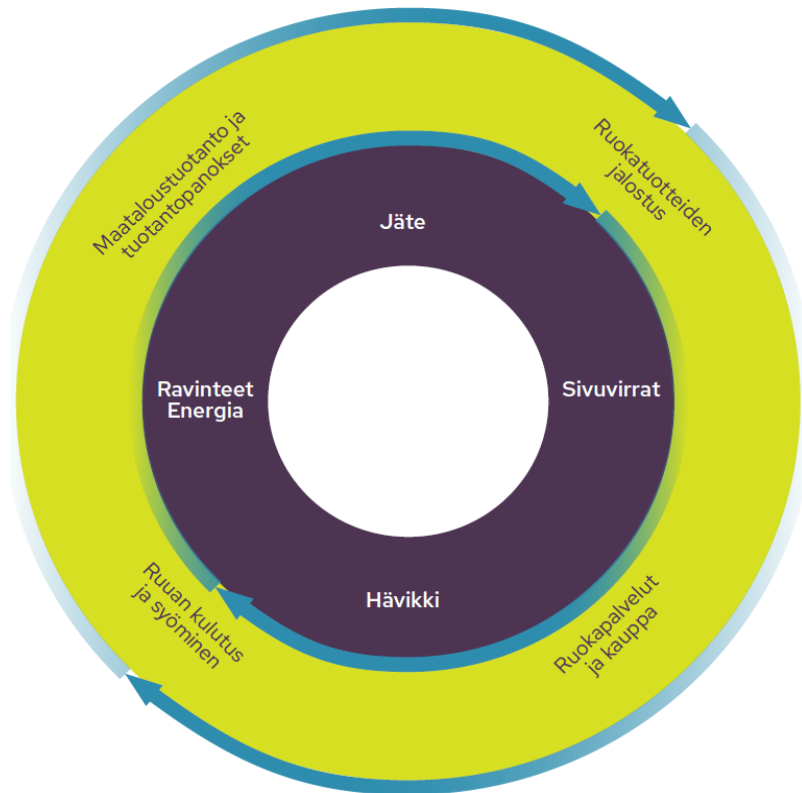 Maataloustuotanto ja
tuotantopanokset
Ruokatuotteiden
jalostus
Jäte
Ravinteet
Energia
Sivuvirrat
Hävikki
Ruuan kulutus
ja syöminen
Ruokapalvelut
ja kauppa